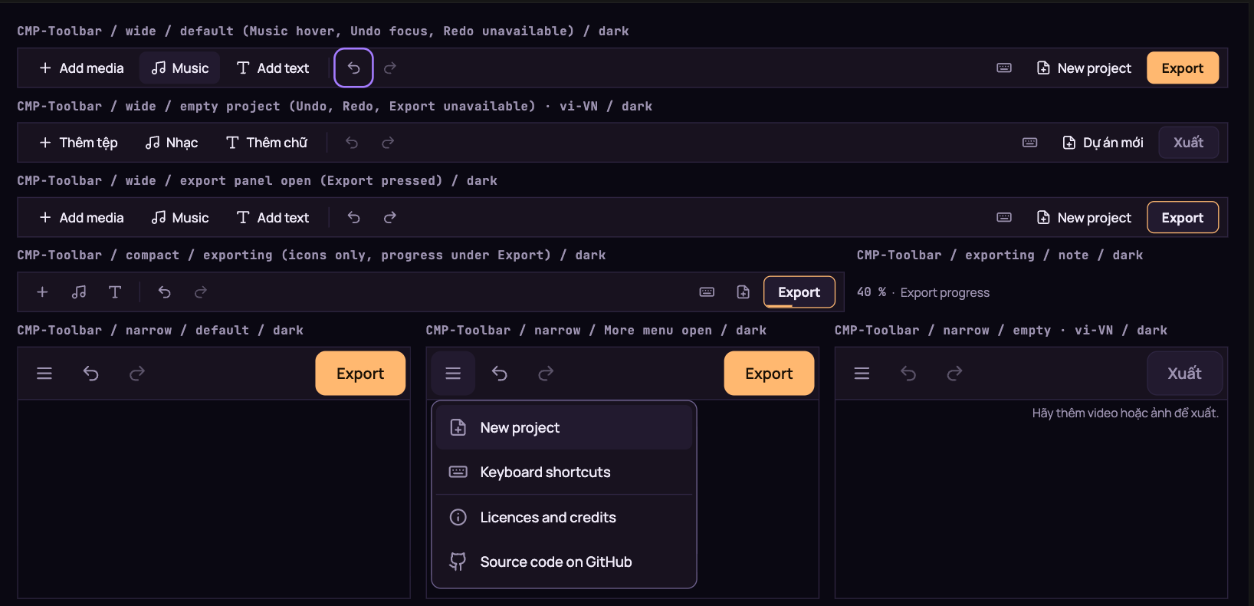 CMP-Toolbar / wide / default (Music hover, Undo focus, Redo unavailable) / dark
Add media Music Add text New project Export
CMP-Toolbar / wide / empty project (Undo, Redo, Export unavailable) · vi-VN / dark
Thêm tệp Nhạc Thêm chữ Dự án mới Xuất
CMP-Toolbar / wide / export panel open (Export pressed) / dark
Add media Music Add text New project Export
CMP-Toolbar / compact / exporting (icons only, progress under Export) / dark
Export
CMP-Toolbar / exporting / note / dark
40 % · Export progress
CMP-Toolbar / narrow / default / dark
Export
CMP-Toolbar / narrow / More menu open / dark
Export
New project
Keyboard shortcuts
Licences and credits
Source code on GitHub
CMP-Toolbar / narrow / empty · vi-VN / dark
Xuất
Hãy thêm video hoặc ảnh để xuất.